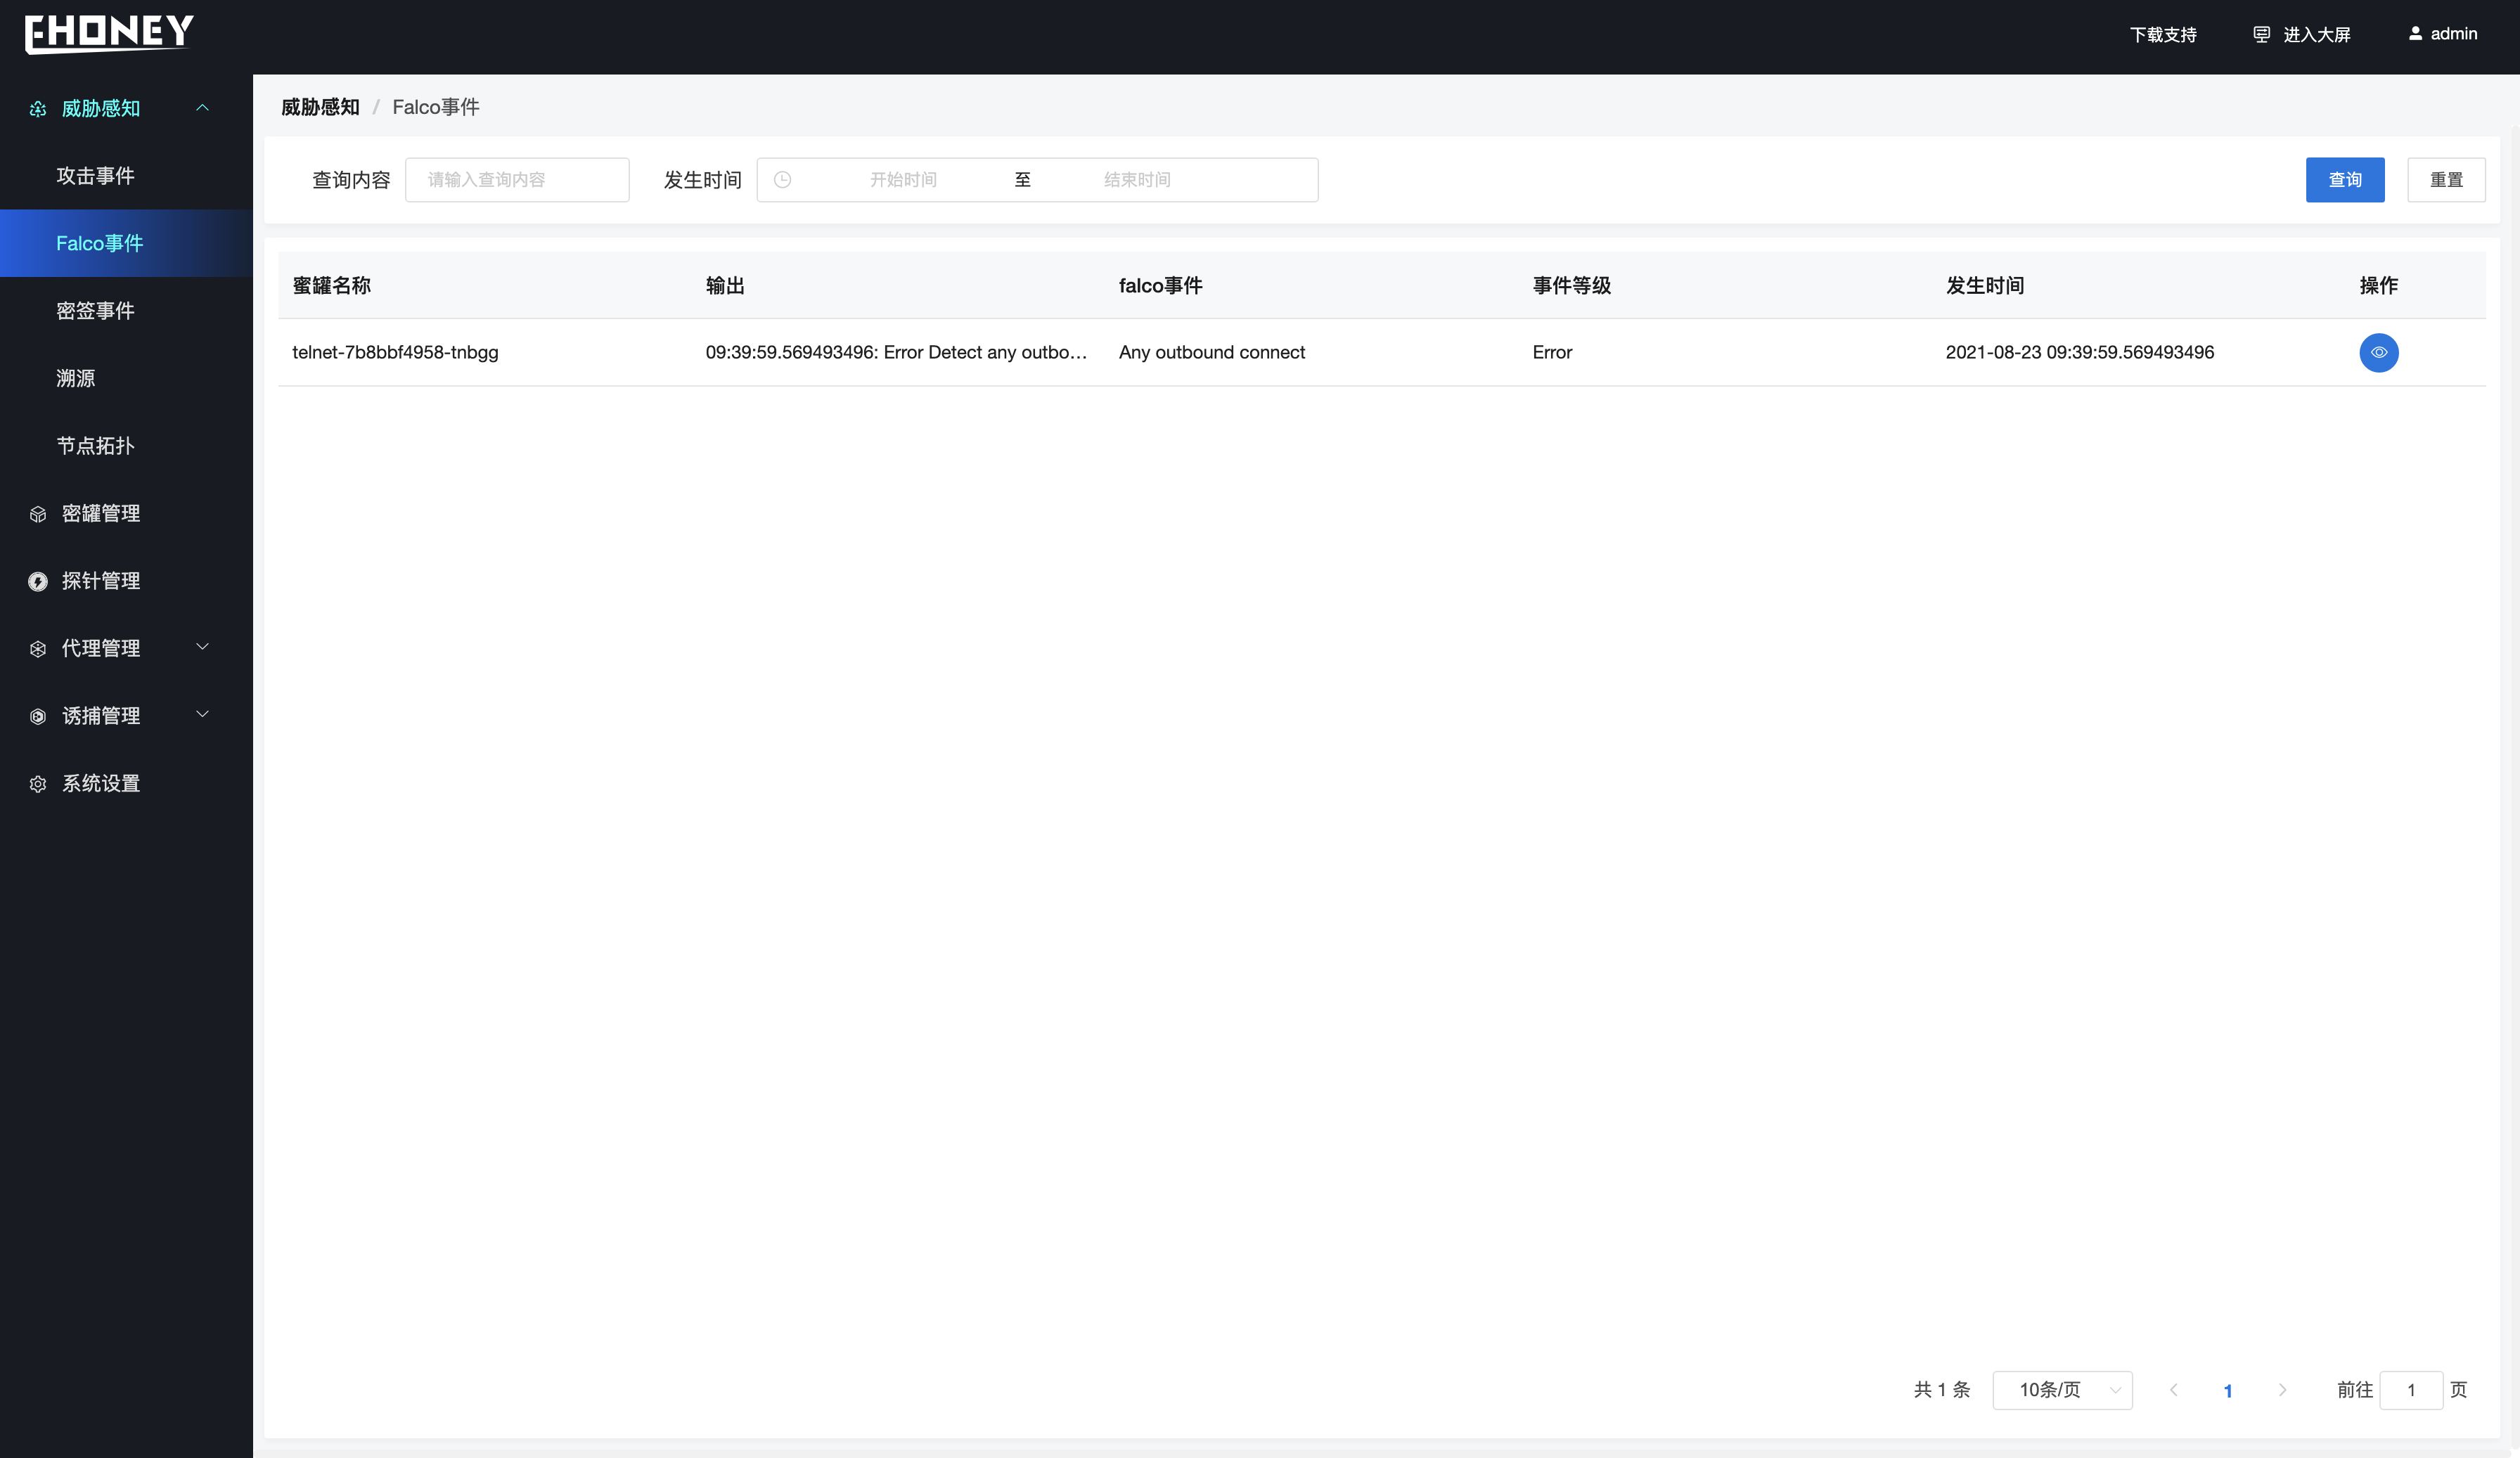 EHONEY
下载支持
进入大屏
admin
威胁感知
攻击事件
Falco事件
密签事件
溯源
节点拓扑
密罐管理
探针管理
代理管理
诱捕管理
系统设置
威胁感知 / Falco事件
查询内容 请输入查询内容 发生时间 开始时间 至 结束时间 查询 重置
蜜罐名称 输出 falco事件 事件等级 发生时间 操作
telnet-7b8bbf4958-tnbgg 09:39:59.569493496: Error Detect any outbo... Any outbound connect Error 2021-08-23 09:39:59.569493496
共 1 条 10条/页 1 前往 1 页